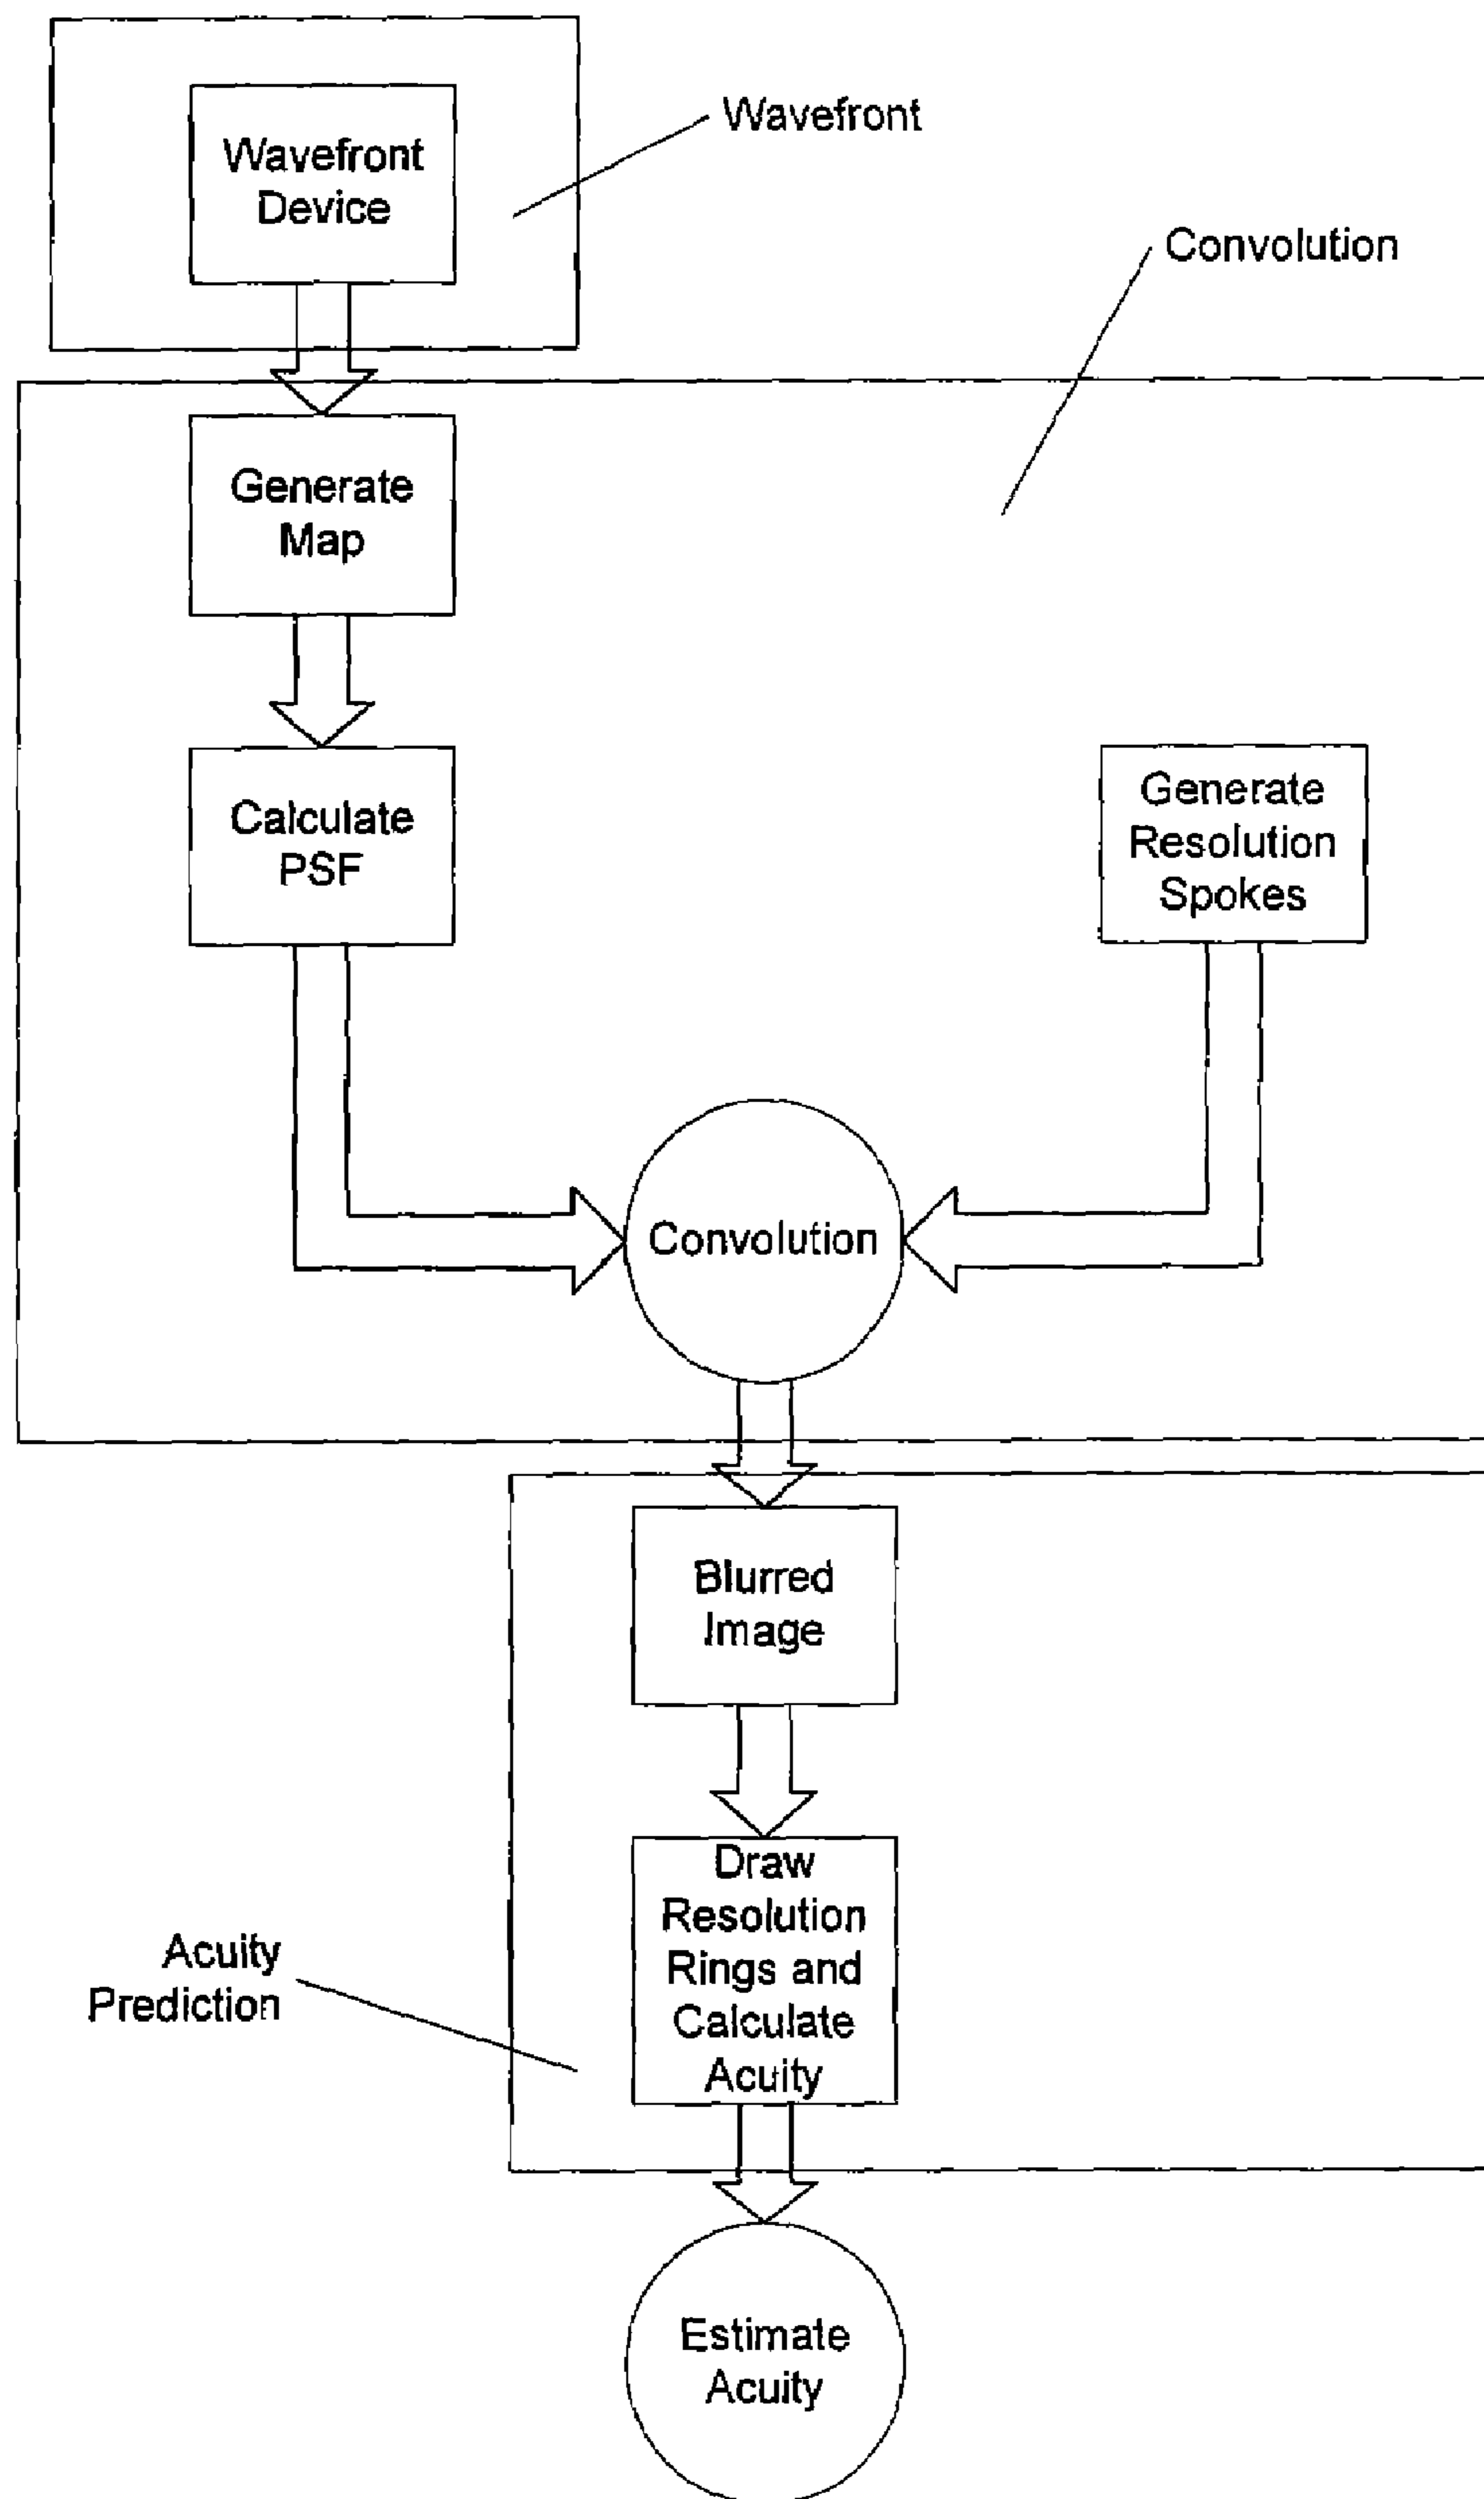 Wavefront
Wavefront
Device
Convolution
Generate
Map
Calculate
PSF
Generate
Resolution
Spokes
Convolution
Blurred
Image
Draw
Resolution
Rings and
Calculate
Acuity
Acuity
Prediction
Estimate
Acuity